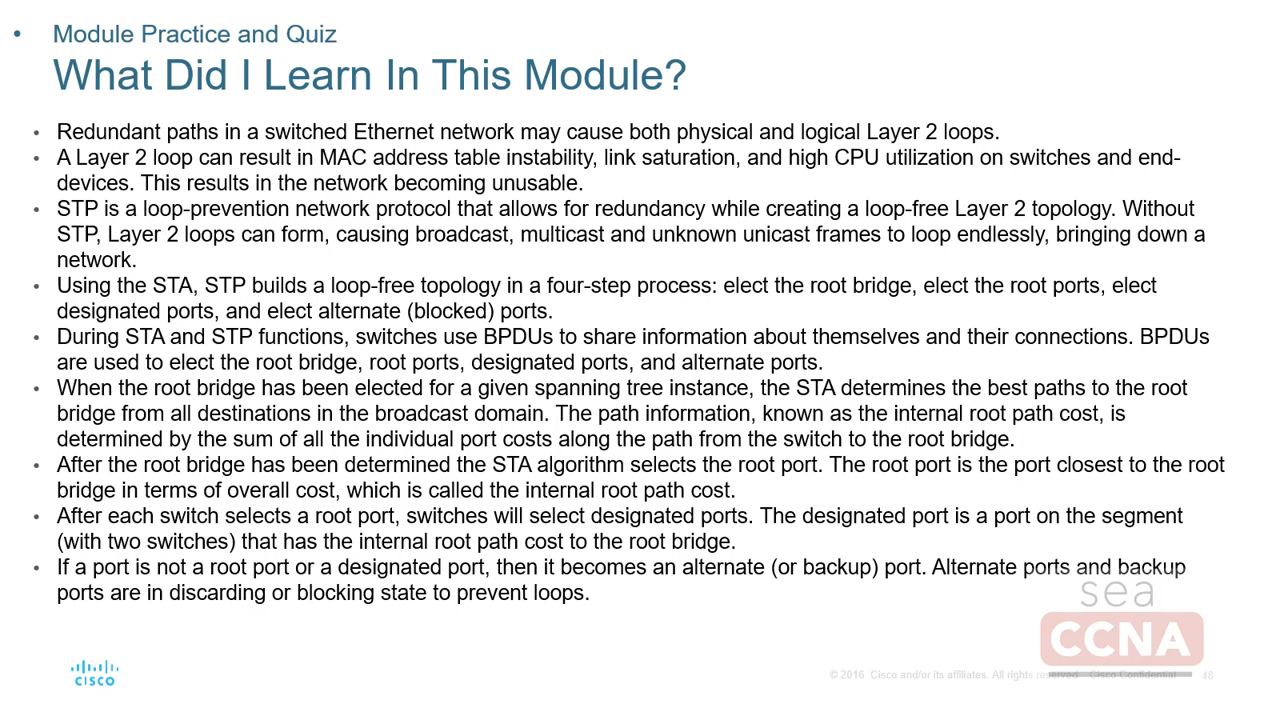 • Module Practice and Quiz
What Did I Learn In This Module?
• Redundant paths in a switched Ethernet network may cause both physical and logical Layer 2 loops.
• A Layer 2 loop can result in MAC address table instability, link saturation, and high CPU utilization on switches and end-
devices. This results in the network becoming unusable.
• STP is a loop-prevention network protocol that allows for redundancy while creating a loop-free Layer 2 topology. Without
STP, Layer 2 loops can form, causing broadcast, multicast and unknown unicast frames to loop endlessly, bringing down a
network.
• Using the STA, STP builds a loop-free topology in a four-step process: elect the root bridge, elect the root ports, elect
designated ports, and elect alternate (blocked) ports.
• During STA and STP functions, switches use BPDUs to share information about themselves and their connections. BPDUs
are used to elect the root bridge, root ports, designated ports, and alternate ports.
• When the root bridge has been elected for a given spanning tree instance, the STA determines the best paths to the root
bridge from all destinations in the broadcast domain. The path information, known as the internal root path cost, is
determined by the sum of all the individual port costs along the path from the switch to the root bridge.
• After the root bridge has been determined the STA algorithm selects the root port. The root port is the port closest to the root
bridge in terms of overall cost, which is called the internal root path cost.
• After each switch selects a root port, switches will select designated ports. The designated port is a port on the segment
(with two switches) that has the internal root path cost to the root bridge.
• If a port is not a root port or a designated port, then it becomes an alternate (or backup) port. Alternate ports and backup
ports are in discarding or blocking state to prevent loops.
sea
CCNA
CISCO
© 2016 Cisco and/or its affiliates. All rights reserved. Cisco Confidential 48